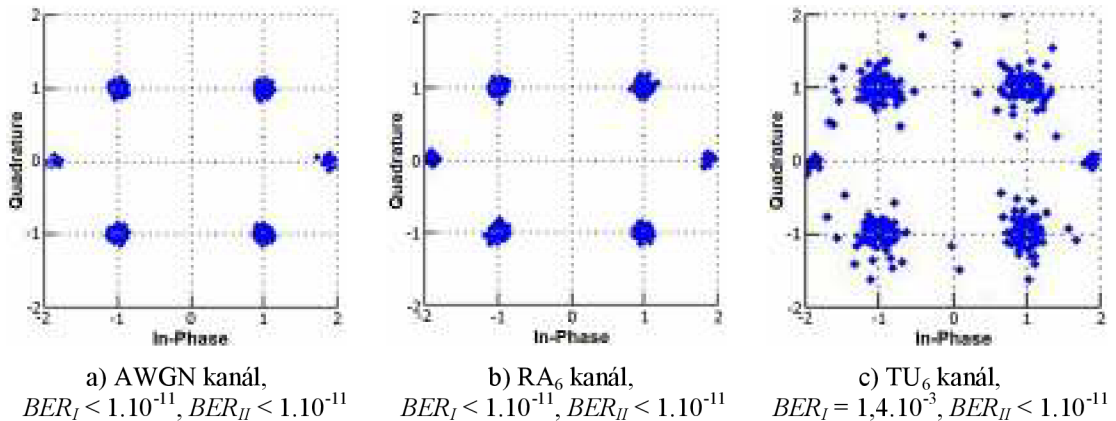 2
1
0
-1
-2
Quadrature
-2 -1 0 1 2
In-Phase
a) AWGN kanál,
BER_I < 1.10^-11, BER_II < 1.10^-11
2
1
0
-1
-2
Quadrature
-2 -1 0 1 2
In-Phase
b) RA_6 kanál,
BER_I < 1.10^-11, BER_II < 1.10^-11
2
1
0
-1
-2
Quadrature
-2 -1 0 1 2
In-Phase
c) TU_6 kanál,
BER_I = 1,4.10^-3, BER_II < 1.10^-11